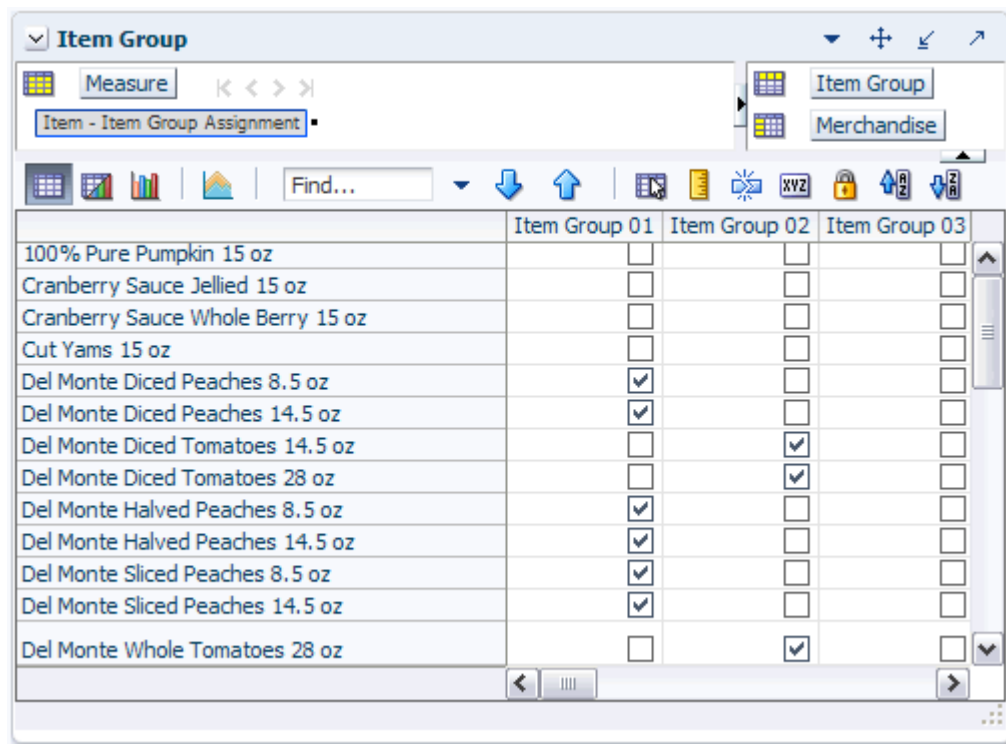 Item Group
Measure
Item Group
Item - Item Group Assignment
Merchandise
Find...
XYZ
A
Z
Z
A
Item Group 01 Item Group 02 Item Group 03
100% Pure Pumpkin 15 oz
Cranberry Sauce Jellied 15 oz
Cranberry Sauce Whole Berry 15 oz
Cut Yams 15 oz
Del Monte Diced Peaches 8.5 oz
Del Monte Diced Peaches 14.5 oz
Del Monte Diced Tomatoes 14.5 oz
Del Monte Diced Tomatoes 28 oz
Del Monte Halved Peaches 8.5 oz
Del Monte Halved Peaches 14.5 oz
Del Monte Sliced Peaches 8.5 oz
Del Monte Sliced Peaches 14.5 oz
Del Monte Whole Tomatoes 28 oz